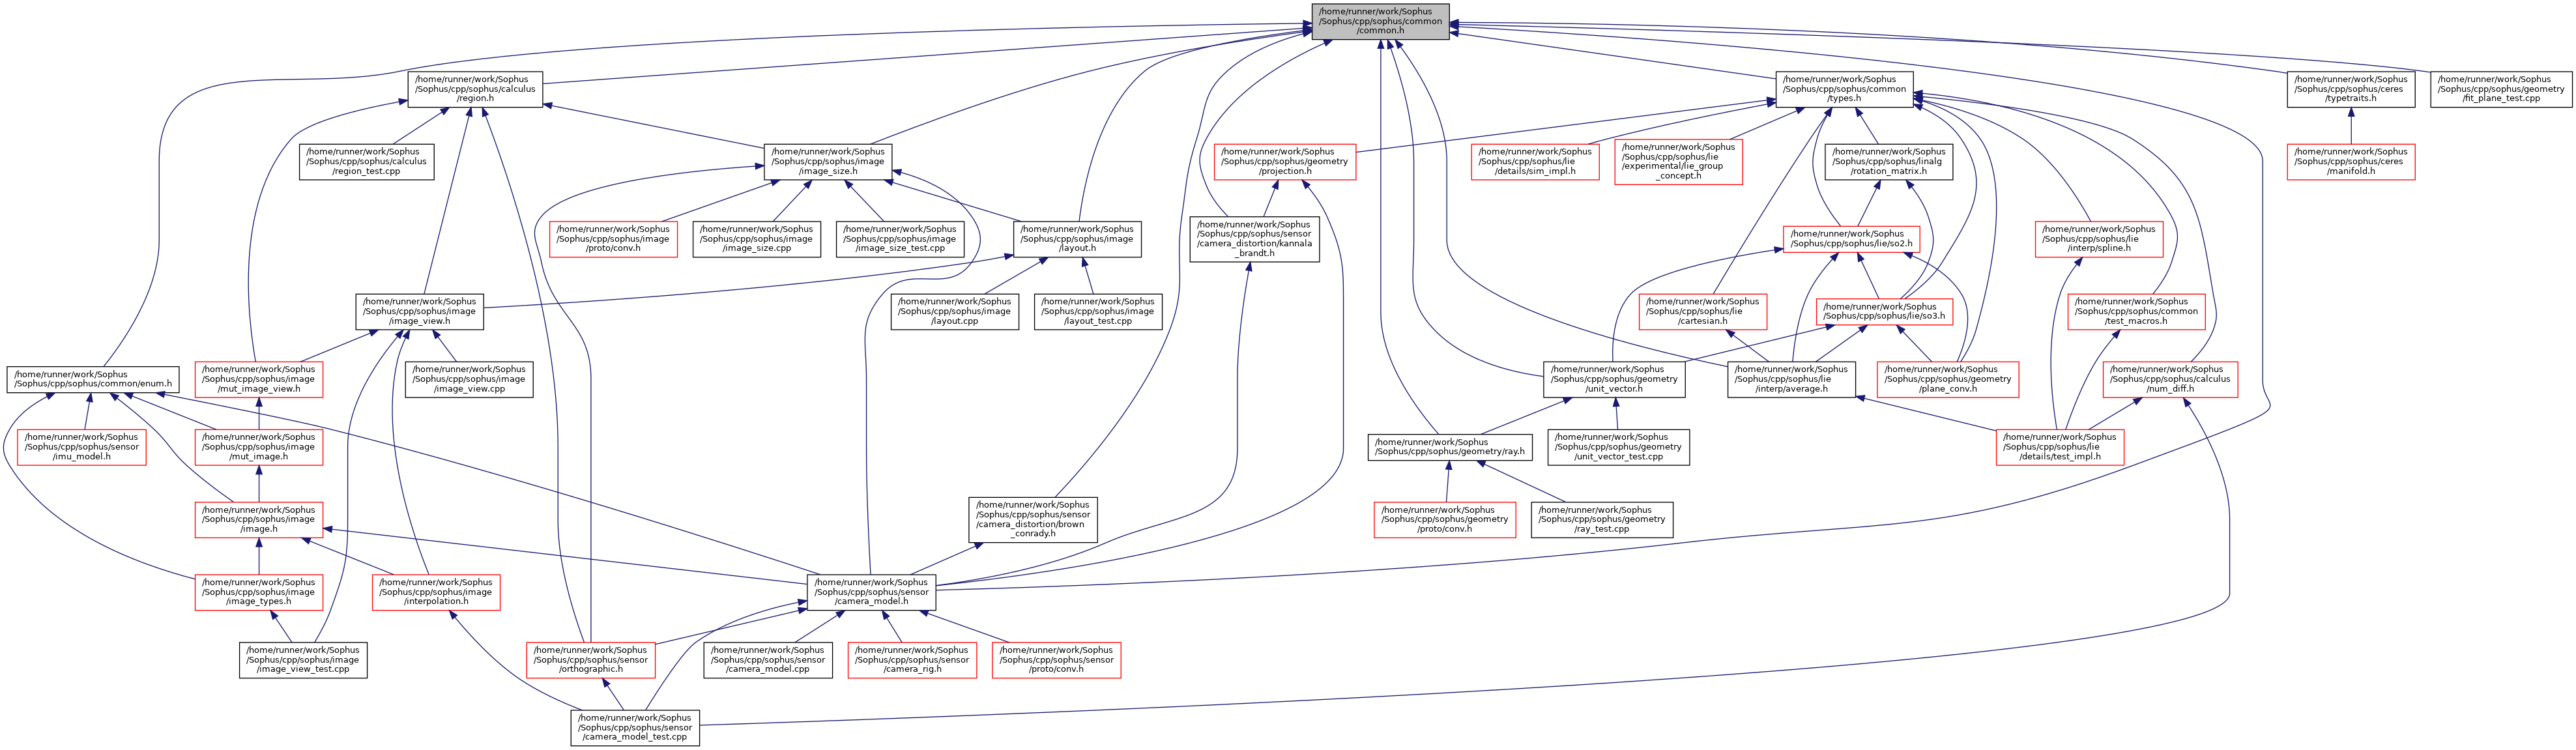 /home/runner/work/Sophus
/Sophus/cpp/sophus/common
/common.h
/home/runner/work/Sophus
/Sophus/cpp/sophus/calculus
/region.h
/home/runner/work/Sophus
/Sophus/cpp/sophus/common
/types.h
/home/runner/work/Sophus
/Sophus/cpp/sophus/ceres
/typetraits.h
/home/runner/work/Sophus
/Sophus/cpp/sophus/geometry
/fit_plane_test.cpp
/home/runner/work/Sophus
/Sophus/cpp/sophus/calculus
/region_test.cpp
/home/runner/work/Sophus
/Sophus/cpp/sophus/image
/image_size.h
/home/runner/work/Sophus
/Sophus/cpp/sophus/geometry
/projection.h
/home/runner/work/Sophus
/Sophus/cpp/sophus/lie
/details/sim_impl.h
/home/runner/work/Sophus
/Sophus/cpp/sophus/lie
/experimental/lie_group
_concept.h
/home/runner/work/Sophus
/Sophus/cpp/sophus/linalg
/rotation_matrix.h
/home/runner/work/Sophus
/Sophus/cpp/sophus/ceres
/manifold.h
/home/runner/work/Sophus
/Sophus/cpp/sophus/image
/proto/conv.h
/home/runner/work/Sophus
/Sophus/cpp/sophus/image
/image_size.cpp
/home/runner/work/Sophus
/Sophus/cpp/sophus/image
/image_size_test.cpp
/home/runner/work/Sophus
/Sophus/cpp/sophus/image
/layout.h
/home/runner/work/Sophus
/Sophus/cpp/sophus/sensor
/camera_distortion/kannala
_brandt.h
/home/runner/work/Sophus
/Sophus/cpp/sophus/lie/so2.h
/home/runner/work/Sophus
/Sophus/cpp/sophus/lie
/interp/spline.h
/home/runner/work/Sophus
/Sophus/cpp/sophus/image
/image_view.h
/home/runner/work/Sophus
/Sophus/cpp/sophus/image
/layout.cpp
/home/runner/work/Sophus
/Sophus/cpp/sophus/image
/layout_test.cpp
/home/runner/work/Sophus
/Sophus/cpp/sophus/lie
/cartesian.h
/home/runner/work/Sophus
/Sophus/cpp/sophus/lie/so3.h
/home/runner/work/Sophus
/Sophus/cpp/sophus/common
/test_macros.h
/home/runner/work/Sophus
/Sophus/cpp/sophus/common/enum.h
/home/runner/work/Sophus
/Sophus/cpp/sophus/image
/mut_image_view.h
/home/runner/work/Sophus
/Sophus/cpp/sophus/image
/image_view.cpp
/home/runner/work/Sophus
/Sophus/cpp/sophus/geometry
/unit_vector.h
/home/runner/work/Sophus
/Sophus/cpp/sophus/lie
/interp/average.h
/home/runner/work/Sophus
/Sophus/cpp/sophus/geometry
/plane_conv.h
/home/runner/work/Sophus
/Sophus/cpp/sophus/calculus
/num_diff.h
/home/runner/work/Sophus
/Sophus/cpp/sophus/sensor
/imu_model.h
/home/runner/work/Sophus
/Sophus/cpp/sophus/image
/mut_image.h
/home/runner/work/Sophus
/Sophus/cpp/sophus/geometry/ray.h
/home/runner/work/Sophus
/Sophus/cpp/sophus/geometry
/unit_vector_test.cpp
/home/runner/work/Sophus
/Sophus/cpp/sophus/lie
/details/test_impl.h
/home/runner/work/Sophus
/Sophus/cpp/sophus/image
/image.h
/home/runner/work/Sophus
/Sophus/cpp/sophus/sensor
/camera_distortion/brown
_conrady.h
/home/runner/work/Sophus
/Sophus/cpp/sophus/geometry
/proto/conv.h
/home/runner/work/Sophus
/Sophus/cpp/sophus/geometry
/ray_test.cpp
/home/runner/work/Sophus
/Sophus/cpp/sophus/image
/image_types.h
/home/runner/work/Sophus
/Sophus/cpp/sophus/image
/interpolation.h
/home/runner/work/Sophus
/Sophus/cpp/sophus/sensor
/camera_model.h
/home/runner/work/Sophus
/Sophus/cpp/sophus/image
/image_view_test.cpp
/home/runner/work/Sophus
/Sophus/cpp/sophus/sensor
/orthographic.h
/home/runner/work/Sophus
/Sophus/cpp/sophus/sensor
/camera_model.cpp
/home/runner/work/Sophus
/Sophus/cpp/sophus/sensor
/camera_rig.h
/home/runner/work/Sophus
/Sophus/cpp/sophus/sensor
/proto/conv.h
/home/runner/work/Sophus
/Sophus/cpp/sophus/sensor
/camera_model_test.cpp